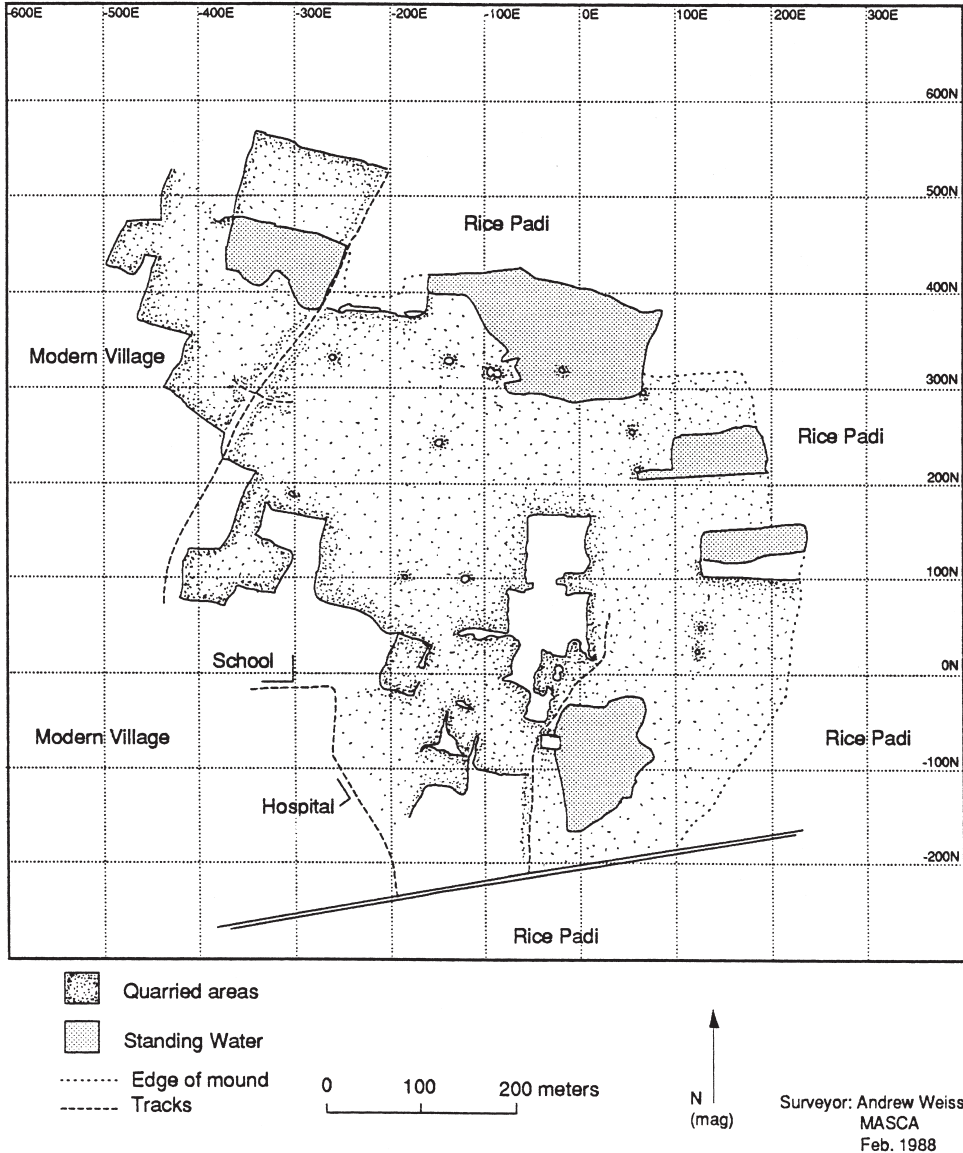 -600E -500E -400E -300E -200E -100E 0E 100E 200E 300E
600N
500N
Rice Padi
400N
Modern Village
300N
Rice Padi
200N
100N
School
0N
Modern Village
Rice Padi
-100N
Hospital
-200N
Rice Padi
Quarried areas
Standing Water
Edge of mound
Tracks
0 100 200 meters
N
(mag)
Surveyor: Andrew Weiss
MASCA
Feb. 1988